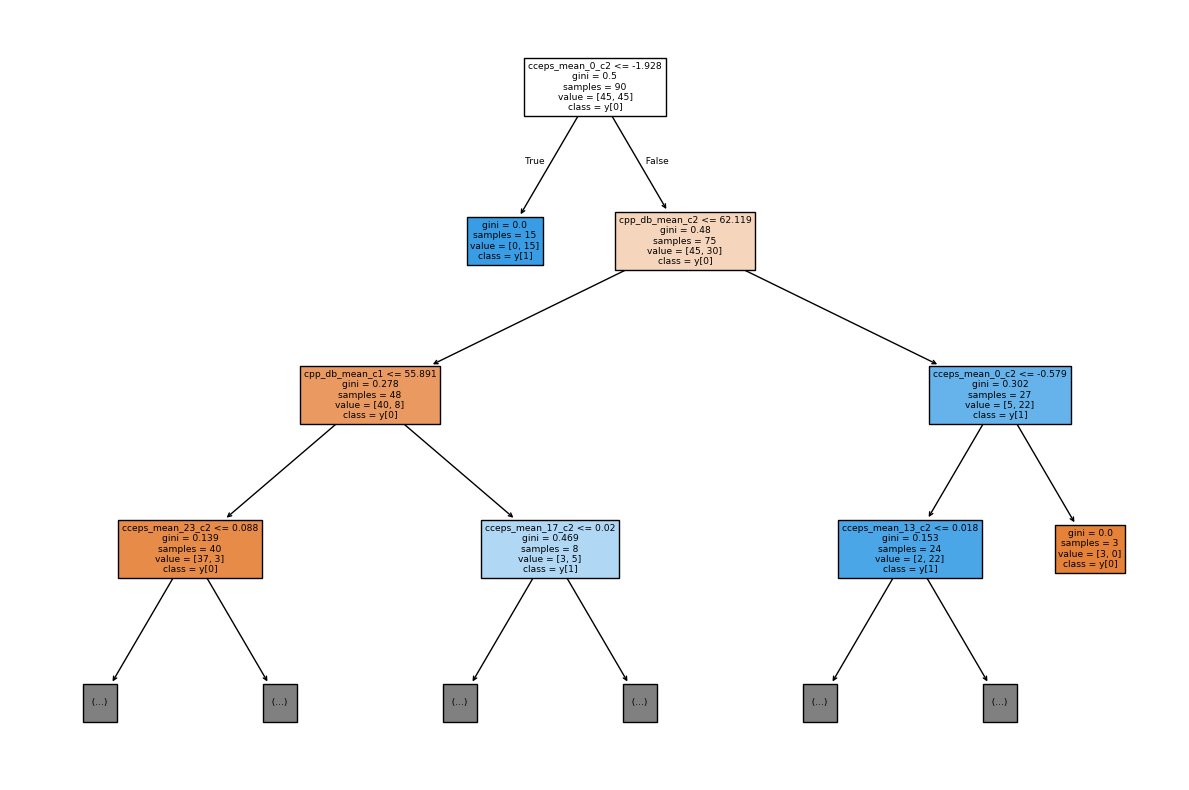 cceps_mean_0_c2 <= -1.928
gini = 0.5
samples = 90
value = [45, 45]
class = y[0]
True
False
gini = 0.0
samples = 15
value = [0, 15]
class = y[1]
cpp_db_mean_c2 <= 62.119
gini = 0.48
samples = 75
value = [45, 30]
class = y[0]
cpp_db_mean_c1 <= 55.891
gini = 0.278
samples = 48
value = [40, 8]
class = y[0]
cceps_mean_0_c2 <= -0.579
gini = 0.302
samples = 27
value = [5, 22]
class = y[1]
cceps_mean_23_c2 <= 0.088
gini = 0.139
samples = 40
value = [37, 3]
class = y[0]
cceps_mean_17_c2 <= 0.02
gini = 0.469
samples = 8
value = [3, 5]
class = y[1]
cceps_mean_13_c2 <= 0.018
gini = 0.153
samples = 24
value = [2, 22]
class = y[1]
gini = 0.0
samples = 3
value = [3, 0]
class = y[0]
(...)
(...)
(...)
(...)
(...)
(...)